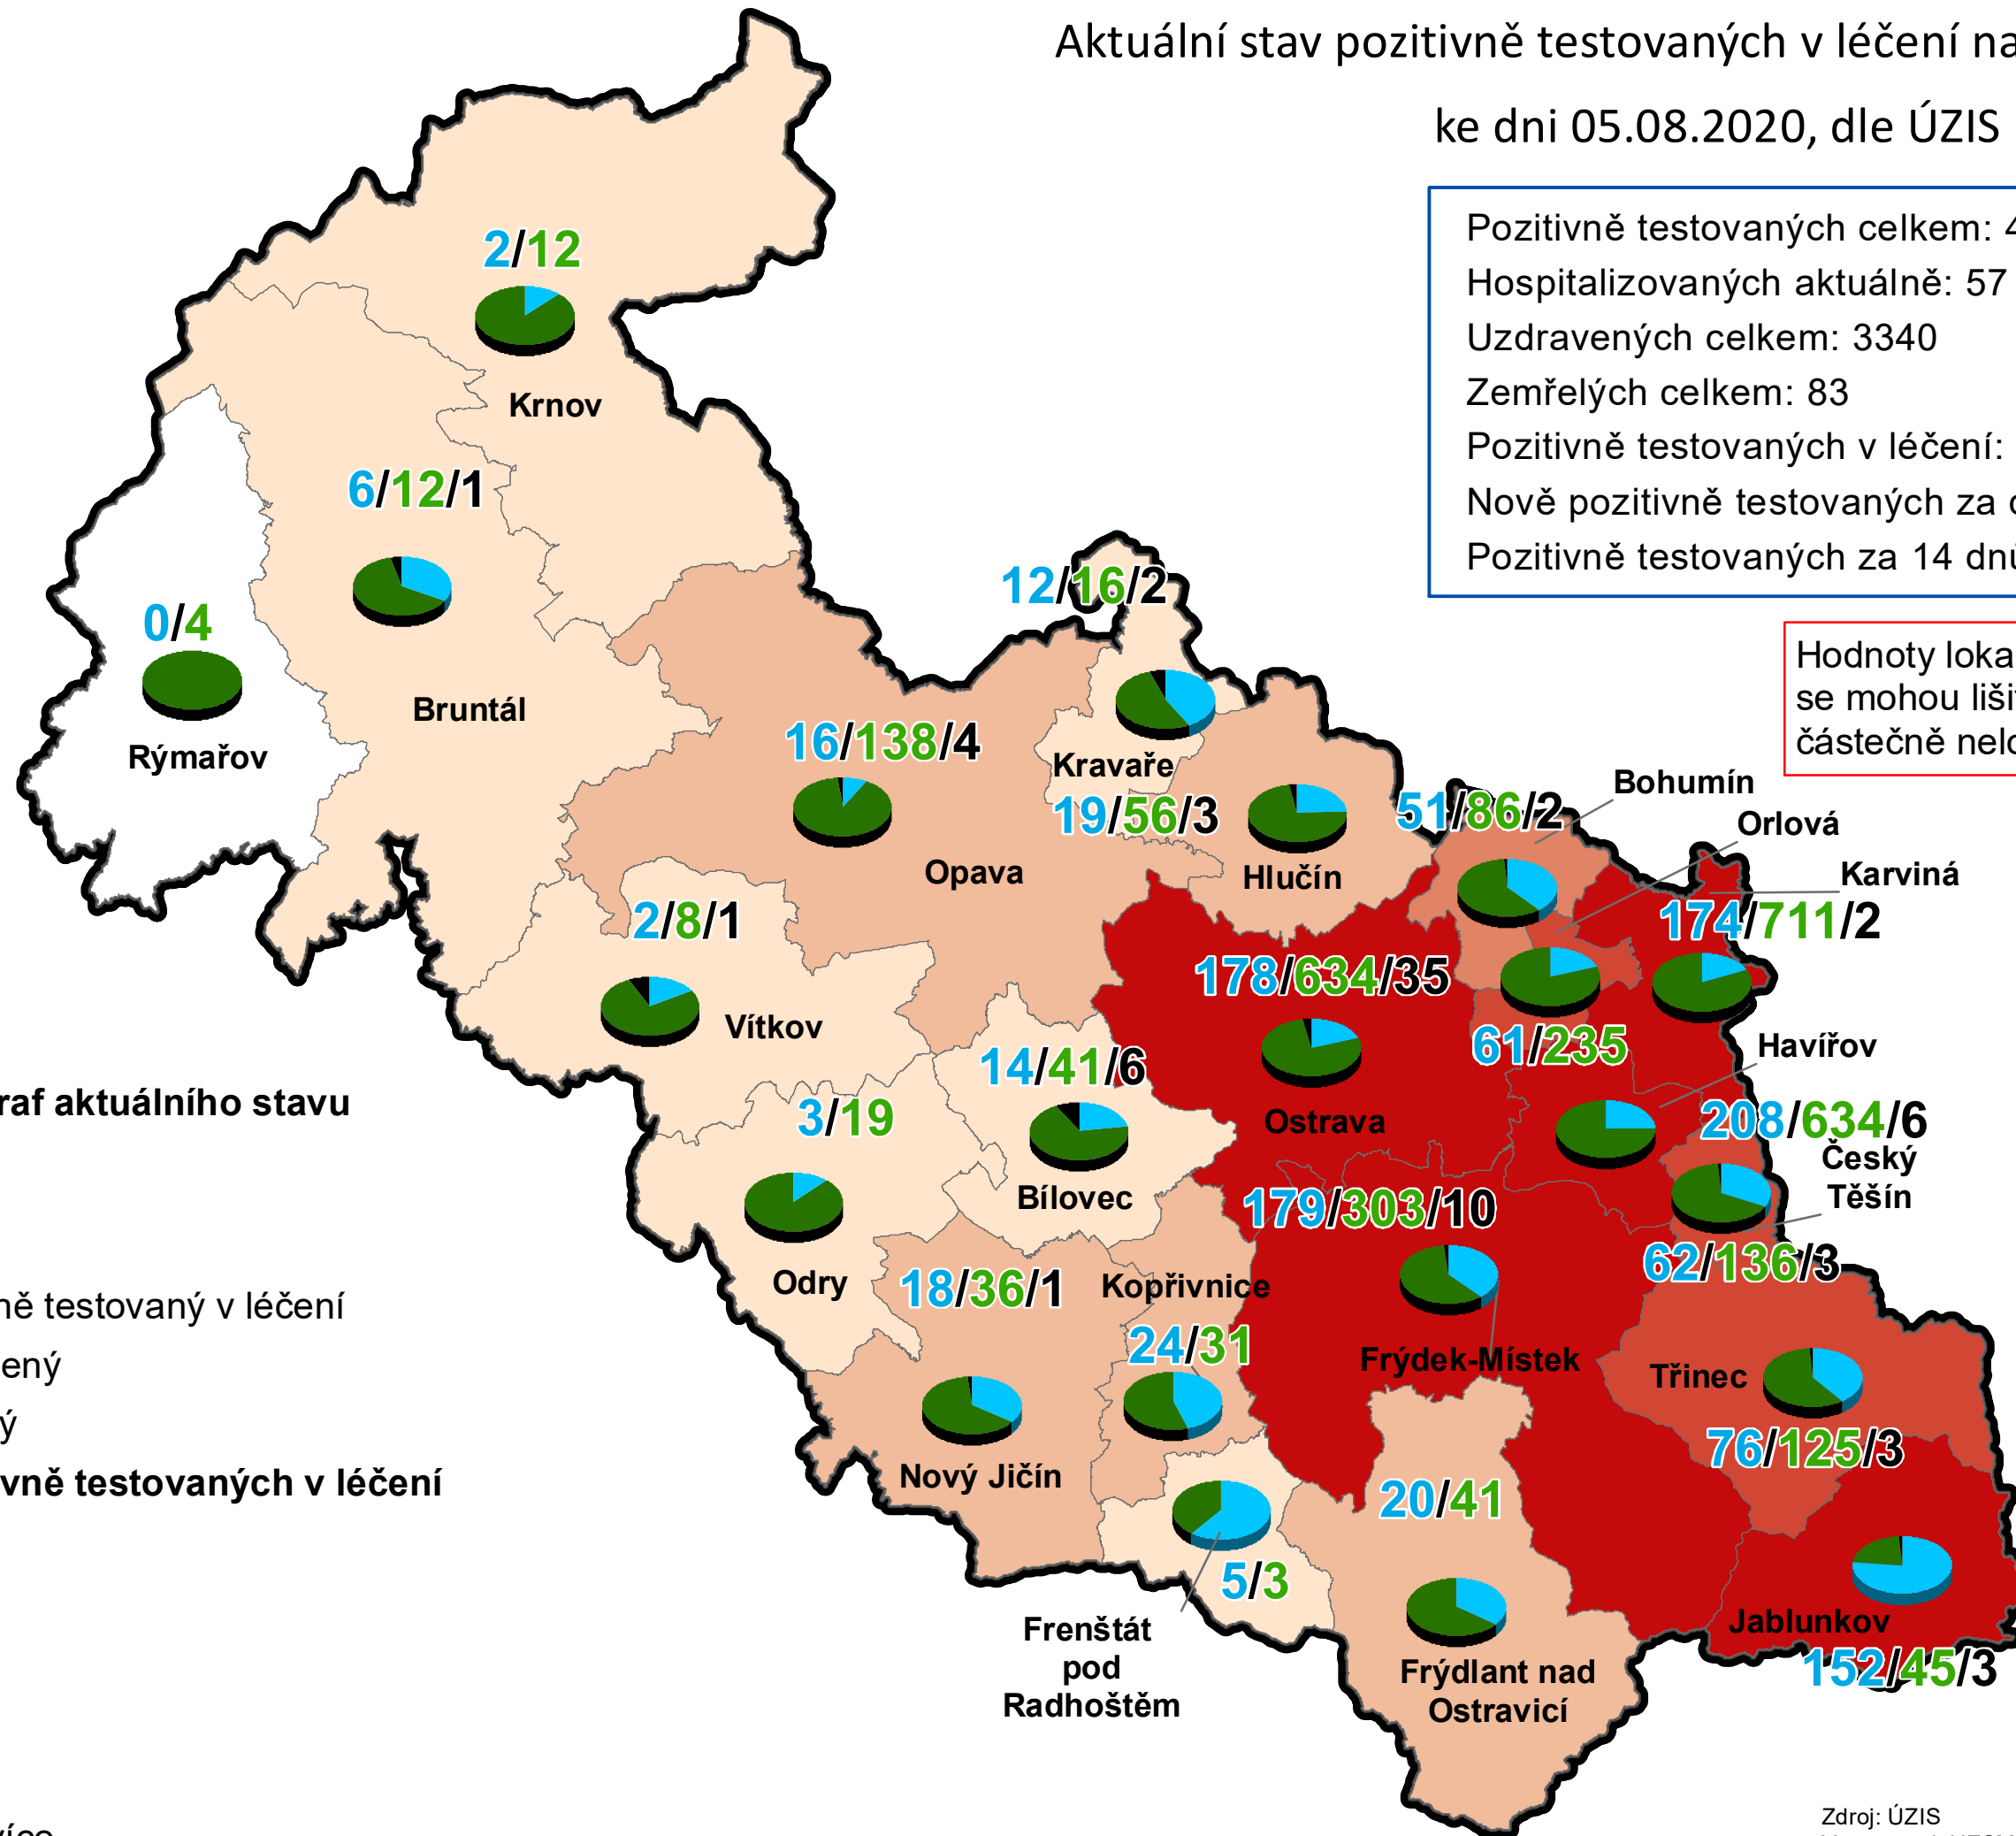 Aktuální stav pozitivně testovaných v léčení na
ke dni 05.08.2020, dle ÚZIS
Pozitivně testovaných celkem: 4
Hospitalizovaných aktuálně: 57
Uzdravených celkem: 3340
Zemřelých celkem: 83
Pozitivně testovaných v léčení:
Nově pozitivně testovaných za
Pozitivně testovaných za 14 dnů
Hodnoty loka
se mohou lišit
částečně nelo
2/12
Krnov
6/12/1
Bruntál
0/4
Rýmařov
12/16/2
Kravaře
16/138/4
Opava
19/56/3
Hlučín
51/86/2
Bohumín
Orlová
Karviná
174/711/2
2/8/1
Vítkov
178/634/35
Ostrava
61/235
Havířov
208/634/6
Český
Těšín
62/136/3
14/41/6
Bílovec
3/19
Odry
179/303/10
Frýdek-Místek
18/36/1
Nový Jičín
Kopřivnice
24/31
Třinec
76/125/3
20/41
Frýdlant nad
Ostravicí
5/3
Frenštát
pod
Radhoštěm
Jablunkov
152/45/3
raf aktuálního stavu
ně testovaný v léčení
ený
ý
vně testovaných v léčení
více
Zdroj: ÚZIS